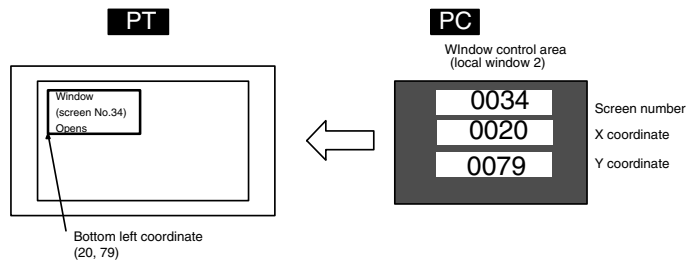 PT
PC
WIndow control area
(local window 2)
Window
(screen No.34)
Opens
0034
Screen number
0020
X coordinate
0079
Y coordinate
Bottom left coordinate
(20, 79)